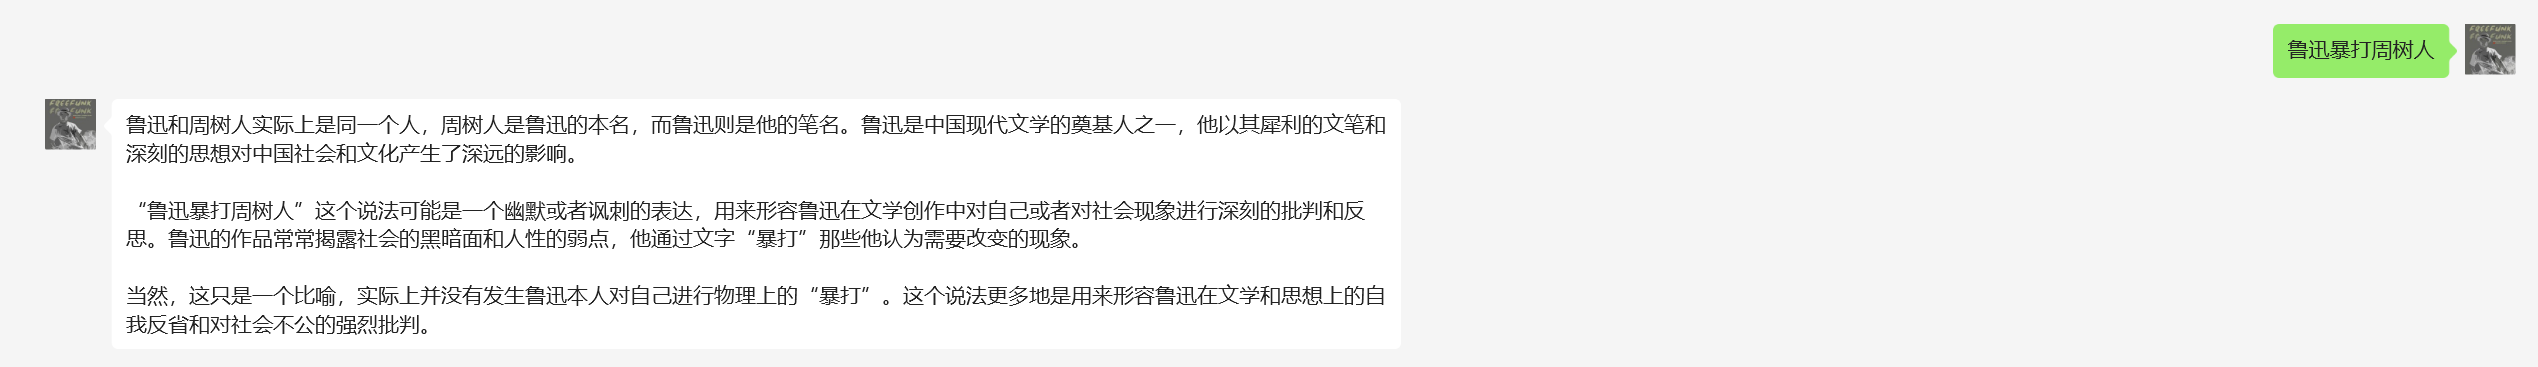 鲁迅暴打周树人
鲁迅和周树人实际上是同一个人，周树人是鲁迅的本名，而鲁迅则是他的笔名。鲁迅是中国现代文学的奠基人之一，他以其犀利的文笔和
深刻的思想对中国社会和文化产生了深远的影响。
“鲁迅暴打周树人”这个说法可能是一个幽默或者讽刺的表达，用来形容鲁迅在文学创作中对自己或者对社会现象进行深刻的批判和反
思。鲁迅的作品常常揭露社会的黑暗面和人性的弱点，他通过文字“暴打”那些他认为需要改变的现象。
当然，这只是一个比喻，实际上并没有发生鲁迅本人对自己进行物理上的“暴打”。这个说法更多地是用来形容鲁迅在文学和思想上的自
我反省和对社会不公的强烈批判。